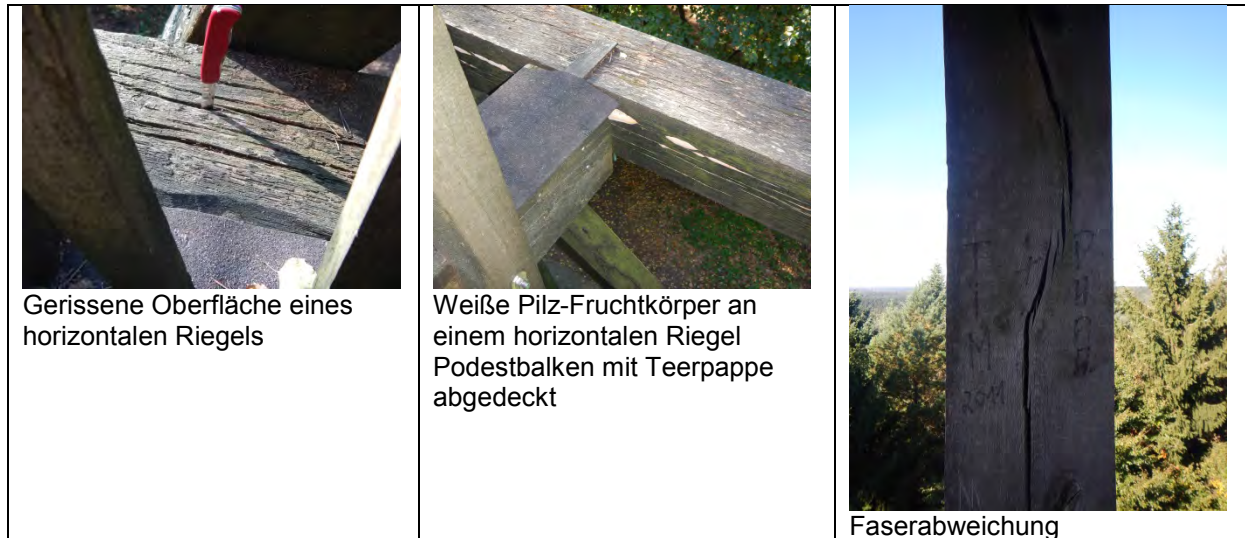 Gerissene Oberfläche eines
horizontalen Riegels
Weiße Pilz-Fruchtkörper an
einem horizontalen Riegel
Podestbalken mit Teerpappe
abgedeckt
TIM
2011
Faserabweichung